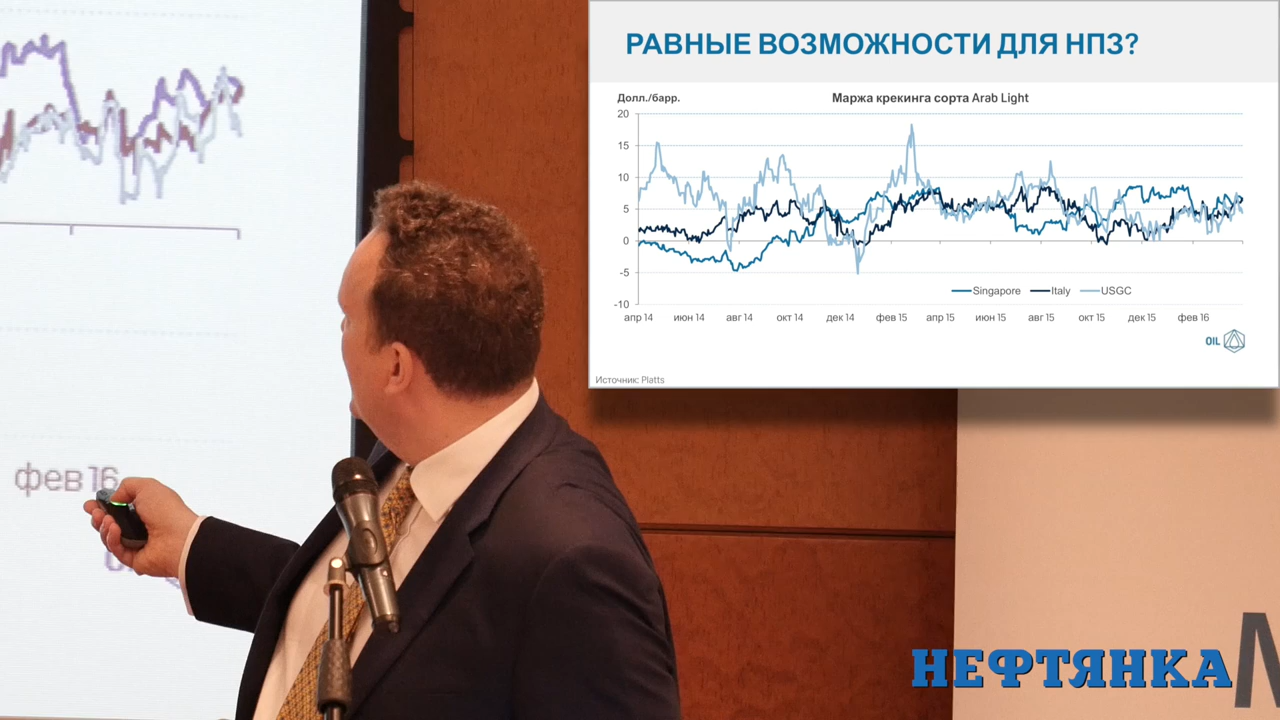 РАВНЫЕ ВОЗМОЖНОСТИ ДЛЯ НПЗ?
Долл./барр.
Маржа крекинга сорта Arab Light
20
15
10
5
0
-5
-10
Singapore Italy USGC
апр 14 июн 14 авг 14 окт 14 дек 14 фев 15 апр 15 июн 15 авг 15 окт 15 дек 15 фев 16
OIL
Источник: Platts
фев 16
НЕФТЯНКА